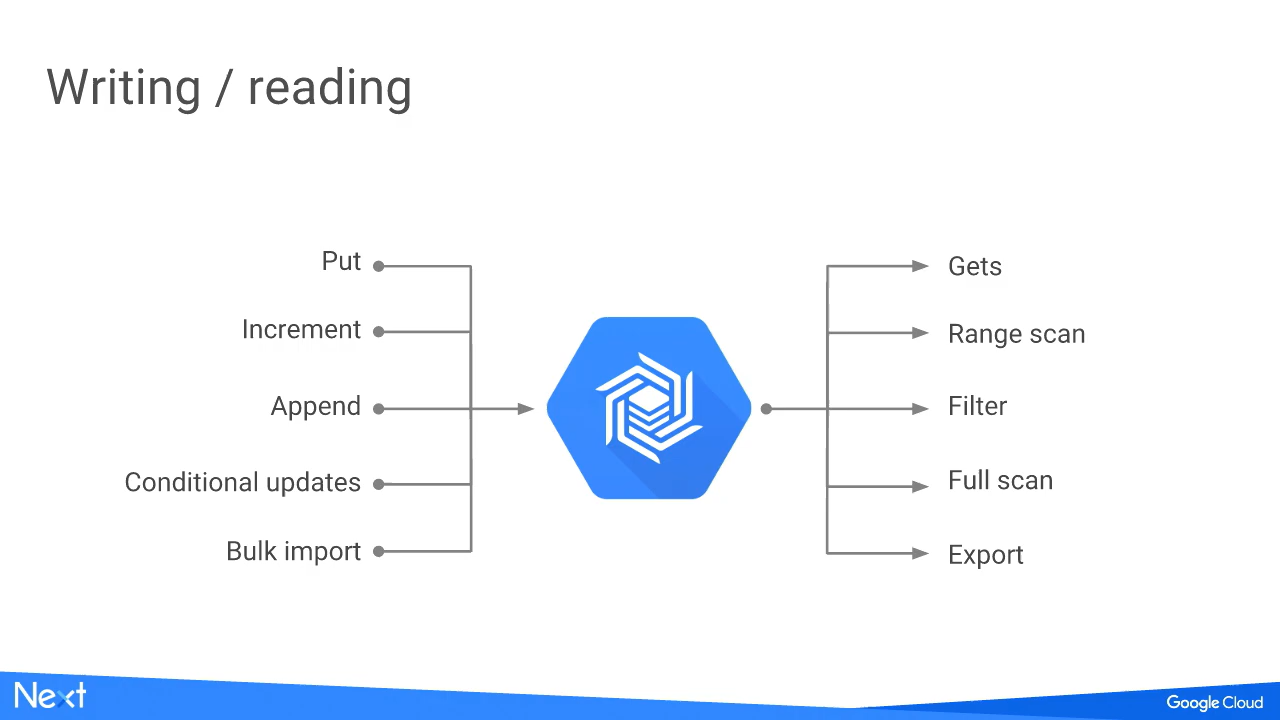 Writing / reading
Put
Increment
Append
Conditional updates
Bulk import
Gets
Range scan
Filter
Full scan
Export
Next
Google Cloud